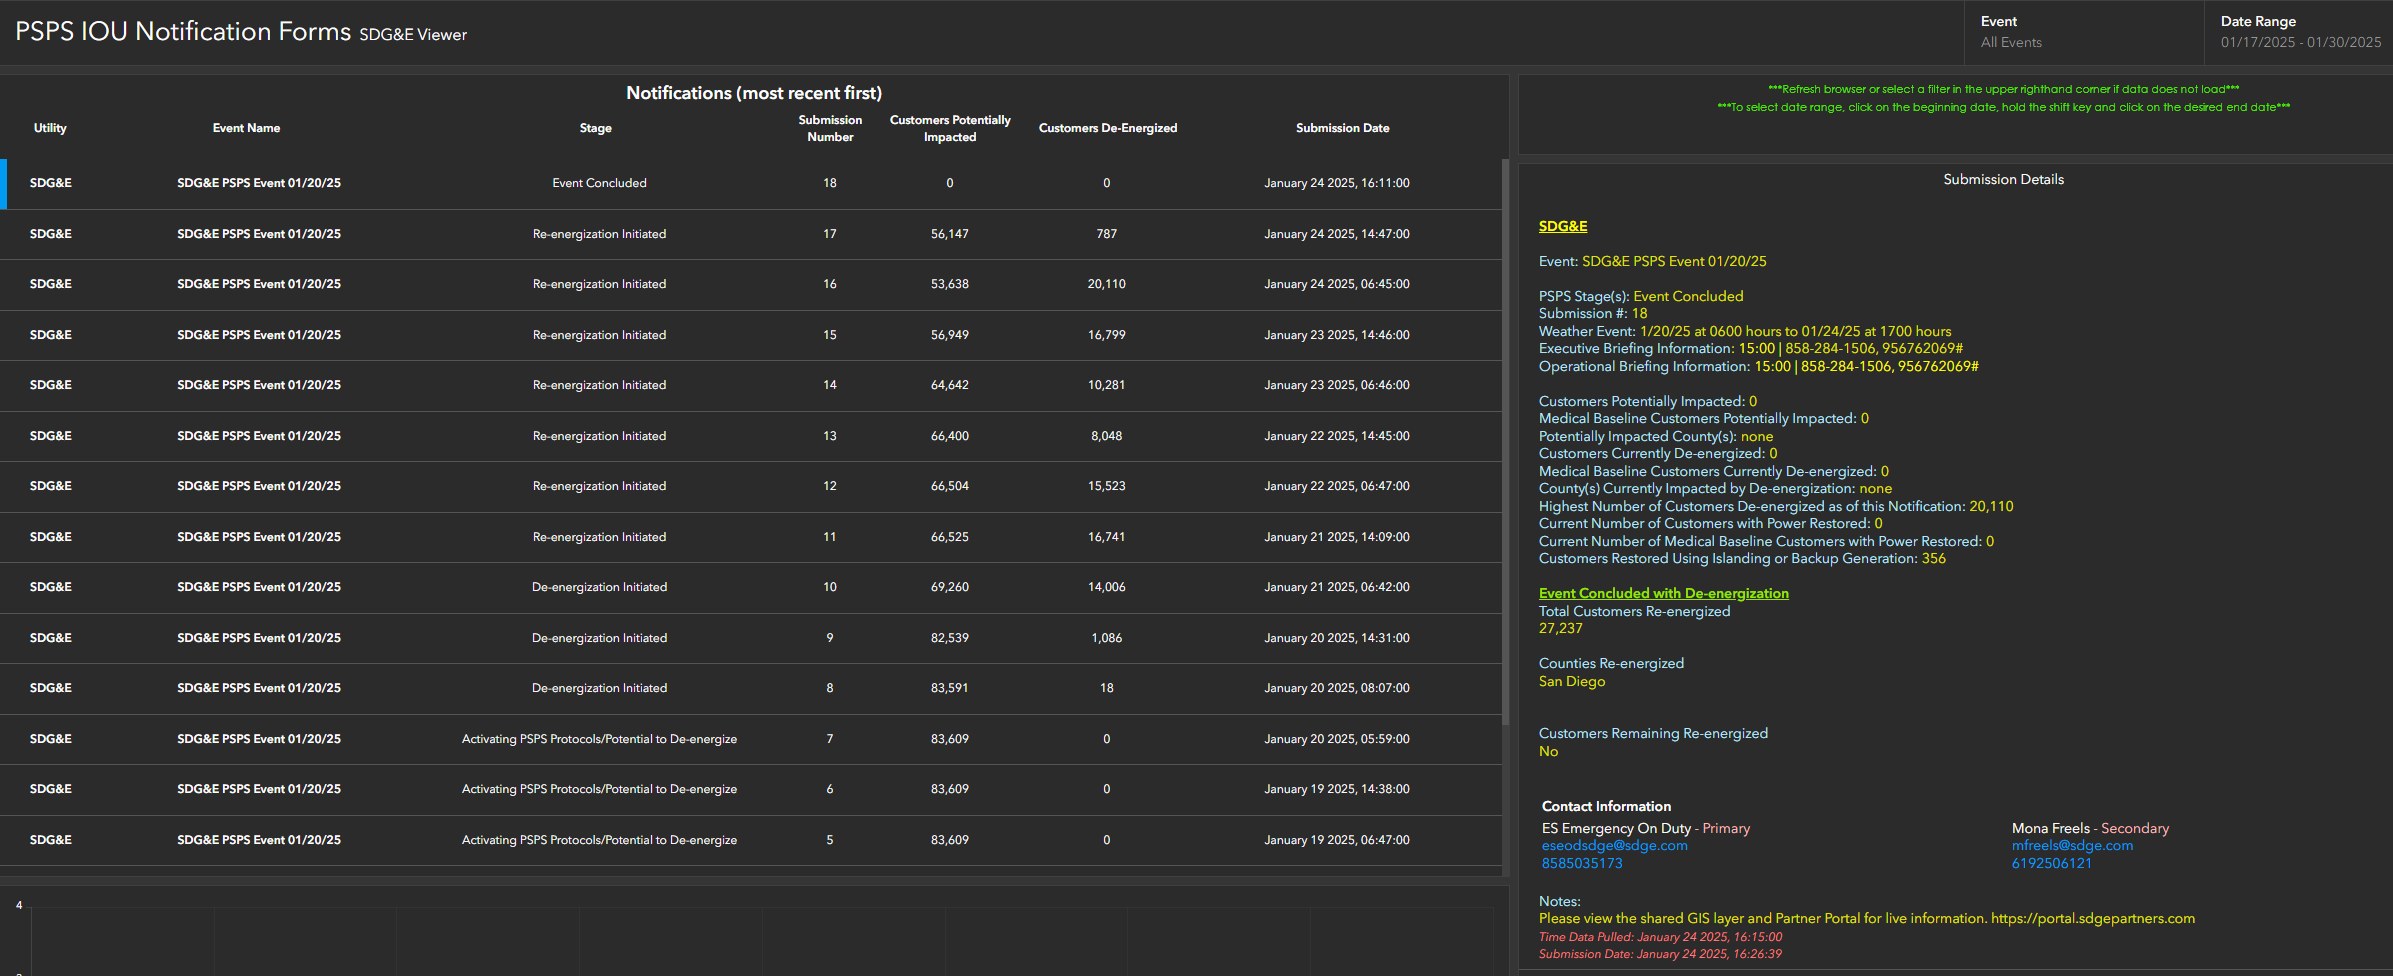 PSPS IOU Notification Forms SDG&E Viewer
Event
All Events
Date Range
01/17/2025 - 01/30/2025
Notifications (most recent first)
Utility Event Name Stage Submission Number Customers Potentially Impacted Customers De-Energized Submission Date
SDG&E SDG&E PSPS Event 01/20/25 Event Concluded 18 0 0 January 24 2025, 16:11:00
SDG&E SDG&E PSPS Event 01/20/25 Re-energization Initiated 17 56,147 787 January 24 2025, 14:47:00
SDG&E SDG&E PSPS Event 01/20/25 Re-energization Initiated 16 53,638 20,110 January 24 2025, 06:45:00
SDG&E SDG&E PSPS Event 01/20/25 Re-energization Initiated 15 56,949 16,799 January 23 2025, 14:46:00
SDG&E SDG&E PSPS Event 01/20/25 Re-energization Initiated 14 64,642 10,281 January 23 2025, 06:46:00
SDG&E SDG&E PSPS Event 01/20/25 Re-energization Initiated 13 66,400 8,048 January 22 2025, 14:45:00
SDG&E SDG&E PSPS Event 01/20/25 Re-energization Initiated 12 66,504 15,523 January 22 2025, 06:47:00
SDG&E SDG&E PSPS Event 01/20/25 Re-energization Initiated 11 66,525 16,741 January 21 2025, 14:09:00
SDG&E SDG&E PSPS Event 01/20/25 De-energization Initiated 10 69,260 14,006 January 21 2025, 06:42:00
SDG&E SDG&E PSPS Event 01/20/25 De-energization Initiated 9 82,539 1,086 January 20 2025, 14:31:00
SDG&E SDG&E PSPS Event 01/20/25 De-energization Initiated 8 83,591 18 January 20 2025, 08:07:00
SDG&E SDG&E PSPS Event 01/20/25 Activating PSPS Protocols/Potential to De-energize 7 83,609 0 January 20 2025, 05:59:00
SDG&E SDG&E PSPS Event 01/20/25 Activating PSPS Protocols/Potential to De-energize 6 83,609 0 January 19 2025, 14:38:00
SDG&E SDG&E PSPS Event 01/20/25 Activating PSPS Protocols/Potential to De-energize 5 83,609 0 January 19 2025, 06:47:00
4
***Refresh browser or select a filter in the upper righthand corner if data does not load***
***To select date range, click on the beginning date, hold the shift key and click on the desired end date***
Submission Details
SDG&E
Event: SDG&E PSPS Event 01/20/25
PSPS Stage(s): Event Concluded
Submission #: 18
Weather Event: 1/20/25 at 0600 hours to 01/24/25 at 1700 hours
Executive Briefing Information: 15:00 | 858-284-1506, 956762069#
Operational Briefing Information: 15:00 | 858-284-1506, 956762069#
Customers Potentially Impacted: 0
Medical Baseline Customers Potentially Impacted: 0
Potentially Impacted County(s): none
Customers Currently De-energized: 0
Medical Baseline Customers Currently De-energized: 0
County(s) Currently Impacted by De-energization: none
Highest Number of Customers De-energized as of this Notification: 20,110
Current Number of Customers with Power Restored: 0
Current Number of Medical Baseline Customers with Power Restored: 0
Customers Restored Using Islanding or Backup Generation: 356
Event Concluded with De-energization
Total Customers Re-energized
27,237
Counties Re-energized
San Diego
Customers Remaining Re-energized
No
Contact Information
ES Emergency On Duty - Primary
eseodsdge@sdge.com
8585035173
Mona Freels - Secondary
mfreels@sdge.com
6192506121
Notes:
Please view the shared GIS layer and Partner Portal for live information. https://portal.sdgepartners.com
Time Data Pulled: January 24 2025, 16:15:00
Submission Date: January 24 2025, 16:26:39